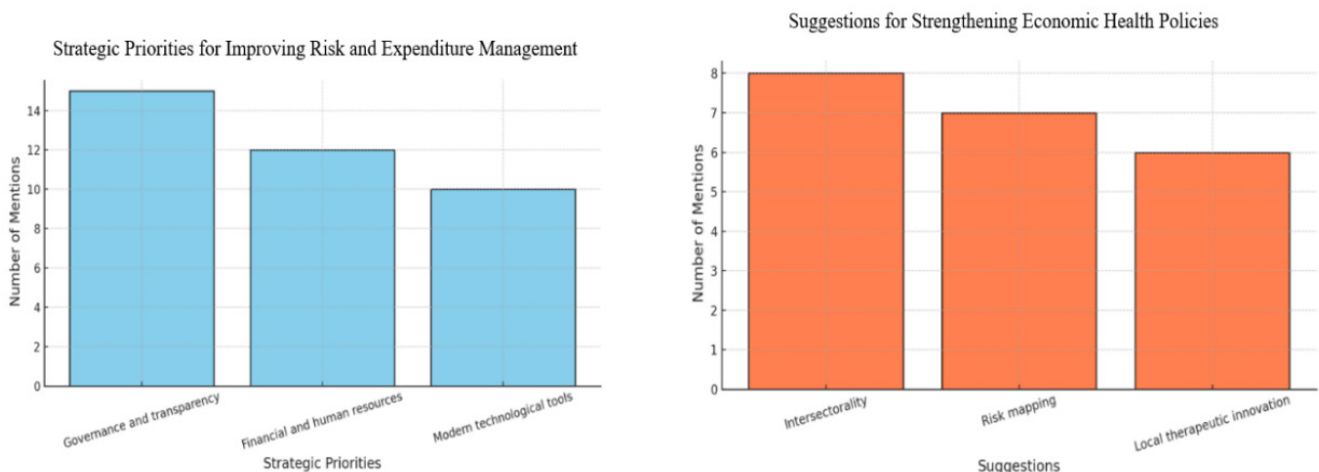 Strategic Priorities for Improving Risk and Expenditure Management
Number of Mentions
14
12
10
8
6
4
2
0
Governance and transparency
Financial and human resources
Modern technological tools
Strategic Priorities
Suggestions for Strengthening Economic Health Policies
Number of Mentions
8
7
6
5
4
3
2
1
0
Intersectorality
Risk mapping
Local therapeutic innovation
Suggestions